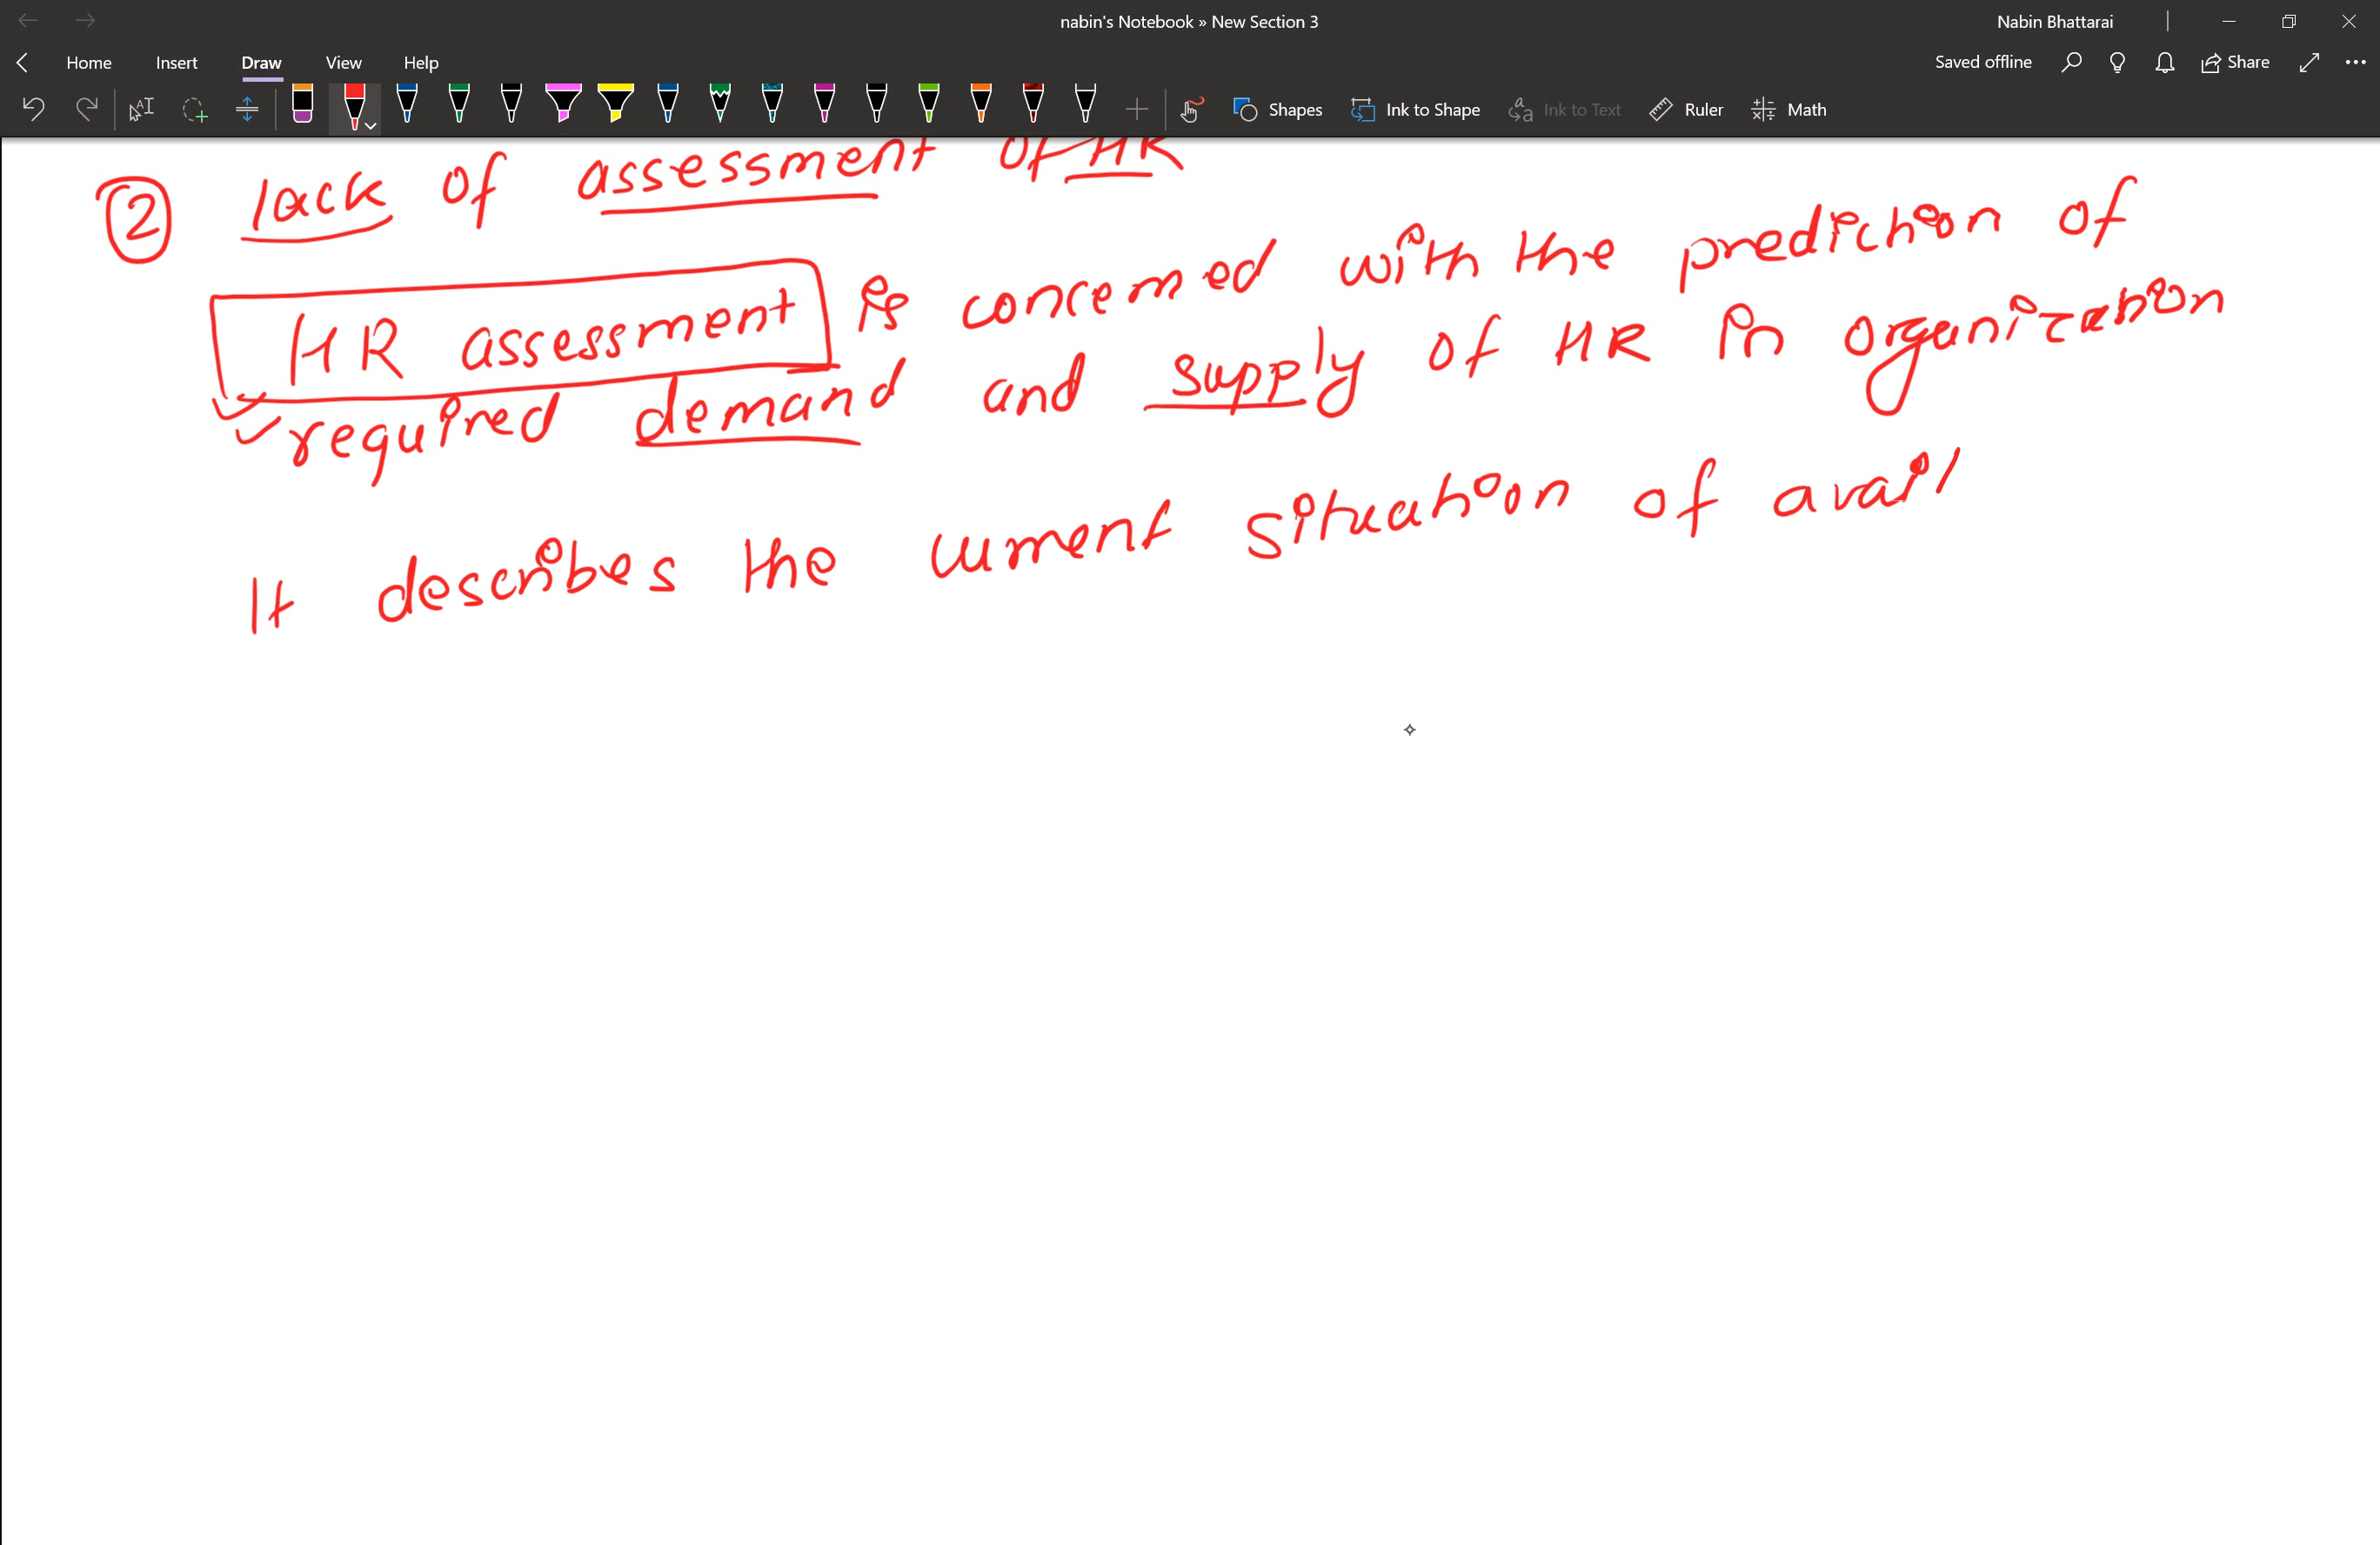 nabin's Notebook » New Section 3
Nabin Bhattarai
Home Insert Draw View Help
Saved offline
Share
Shapes Ink to Shape Ink to Text Ruler Math
② lack of assessment of HR
HR assessment is concerned with the prediction of
required demand and supply of HR in organization
It describes the current situation of avail